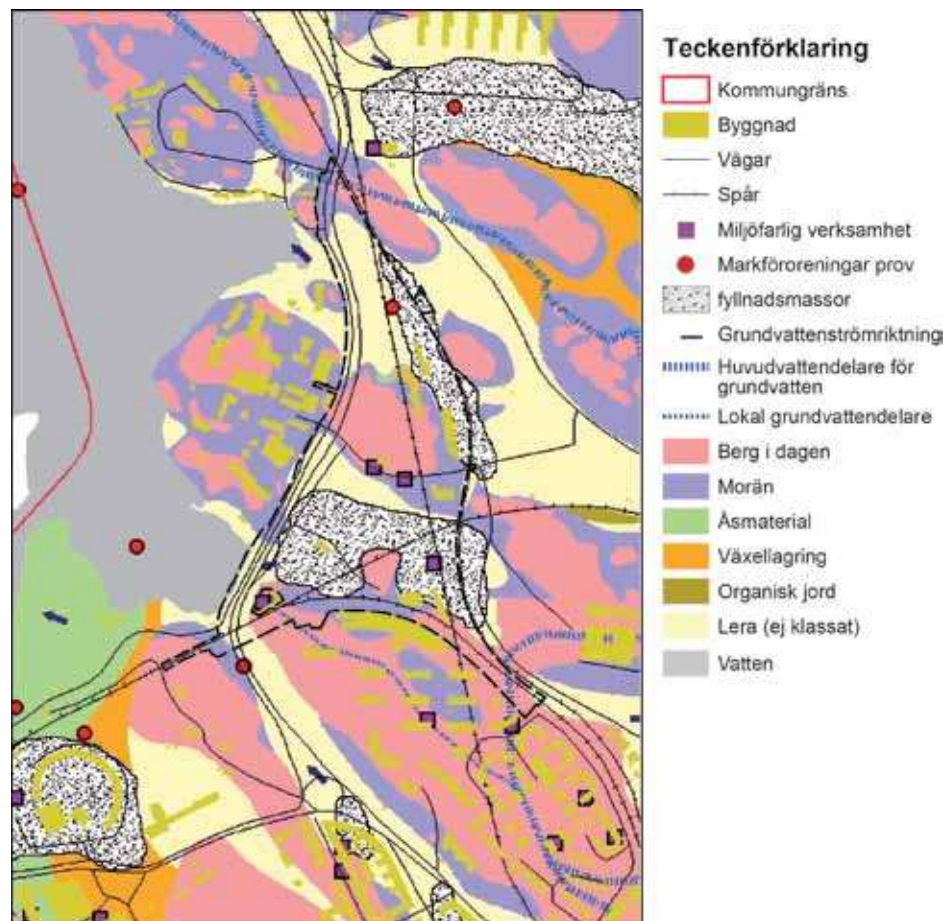 Teckenförklaring
Kommungräns
Byggnad
Vägar
Spår
Miljöfarlig verksamhet
Markföroreningar prov
fyllnadsmassor
Grundvattenströmriktning
Huvudvattendelare för
grundvatten
Lokal grundvattendelare
Berg i dagen
Morän
Åsmaterial
Växellagring
Organisk jord
Lera (ej klassat)
Vatten